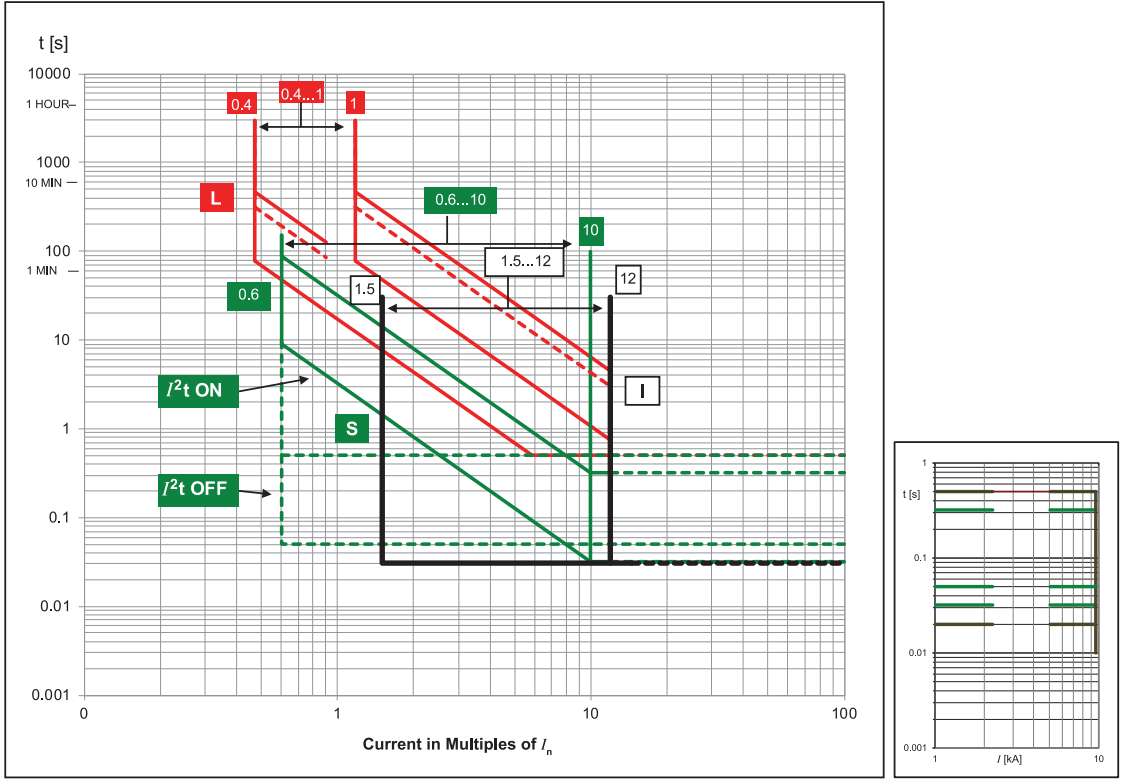 t [s]
10000
1 HOUR
1000
10 MIN
100
1 MIN
10
1
0.1
0.01
0.001
0
1
10
100
Current in Multiples of Iₙ
0.4
0.4...1
1
L
0.6...10
10
1.5...12
1.5
12
0.6
I²t ON
I
S
I²t OFF
1
t [s]
0.1
0.01
0.001
1
I [kA]
10